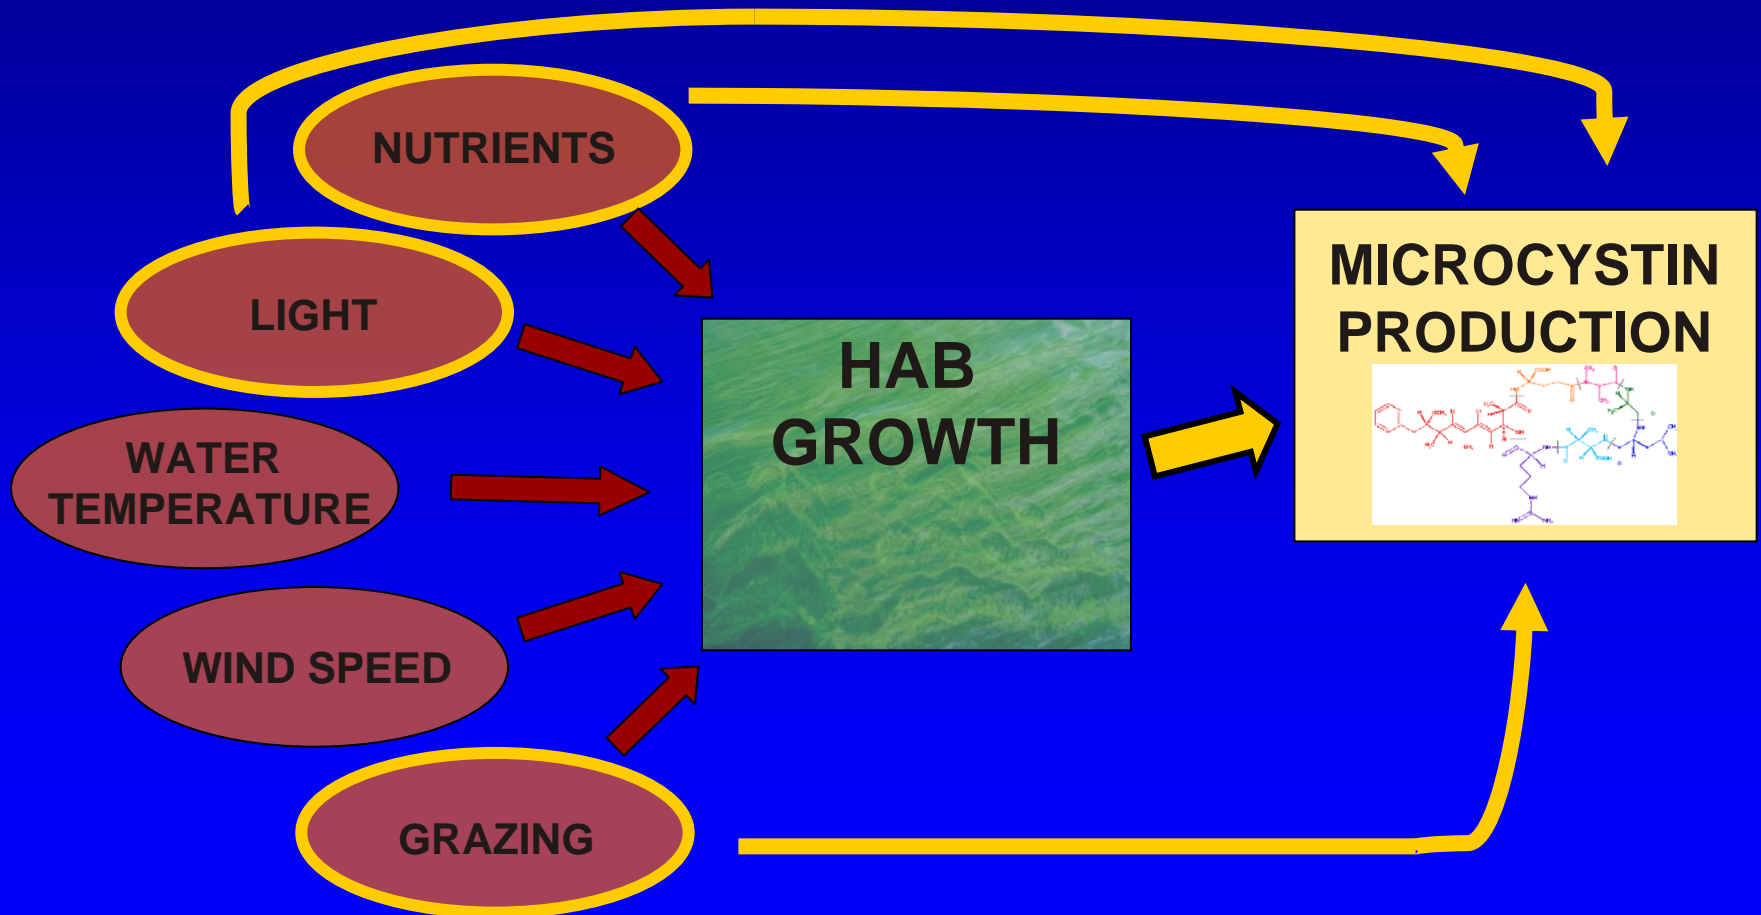 NUTRIENTS
LIGHT
WATER
TEMPERATURE
WIND SPEED
GRAZING
HAB
GROWTH
MICROCYSTIN
PRODUCTION